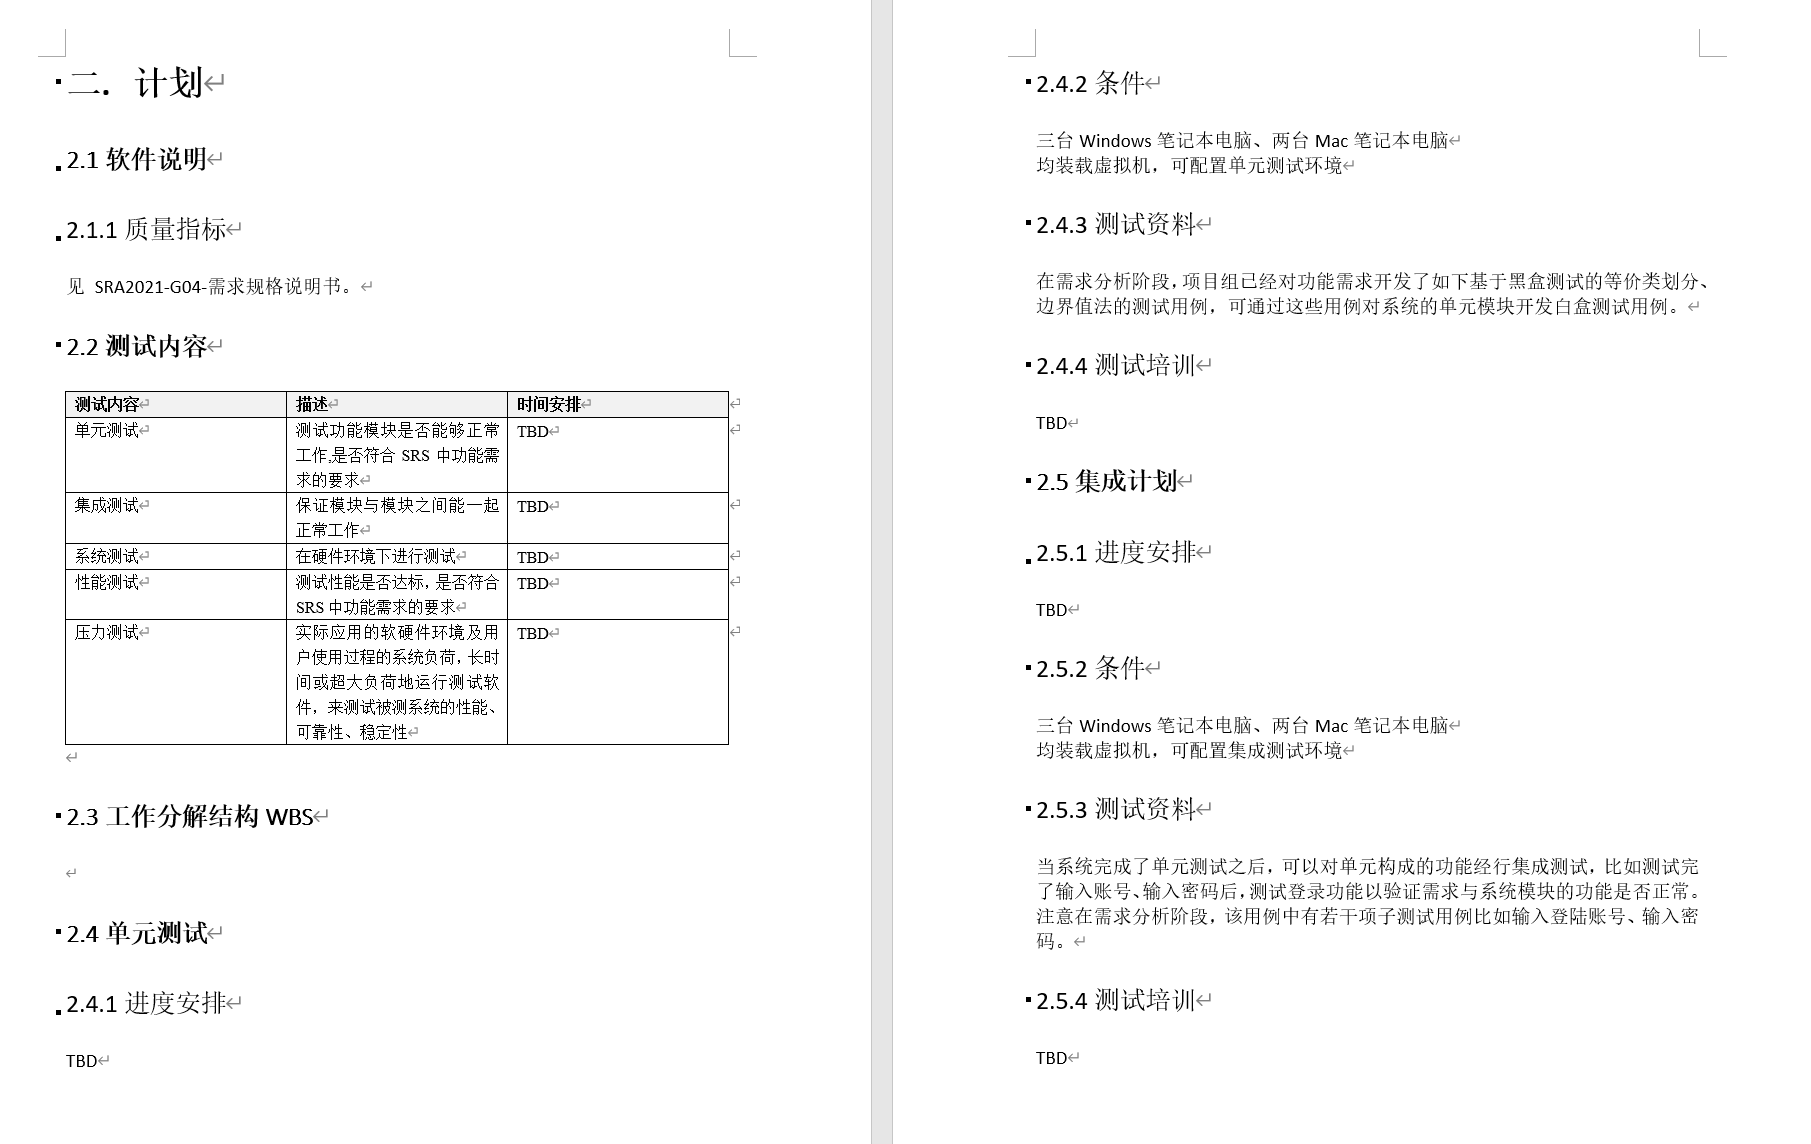 二．计划
2.1 软件说明
2.1.1 质量指标
见 SRA2021-G04-需求规格说明书。
2.2 测试内容
测试内容 描述 时间安排
单元测试 测试功能模块是否能够正常 TBD
工作,是否符合 SRS 中功能需
求的要求
集成测试 保证模块与模块之间能一起 TBD
正常工作
系统测试 在硬件环境下进行测试 TBD
性能测试 测试性能是否达标，是否符合 TBD
SRS 中功能需求的要求
压力测试 实际应用的软硬件环境及用 TBD
户使用过程的系统负荷，长时
间或超大负荷地运行测试软
件，来测试被测系统的性能、
可靠性、稳定性
2.3 工作分解结构 WBS
2.4 单元测试
2.4.1 进度安排
TBD
2.4.2 条件
三台 Windows 笔记本电脑、两台 Mac 笔记本电脑
均装载虚拟机，可配置单元测试环境
2.4.3 测试资料
在需求分析阶段，项目组已经对功能需求开发了如下基于黑盒测试的等价类划分、
边界值法的测试用例，可通过这些用例对系统的单元模块开发白盒测试用例。
2.4.4 测试培训
TBD
2.5 集成计划
2.5.1 进度安排
TBD
2.5.2 条件
三台 Windows 笔记本电脑、两台 Mac 笔记本电脑
均装载虚拟机，可配置集成测试环境
2.5.3 测试资料
当系统完成了单元测试之后，可以对单元构成的功能经行集成测试，比如测试完
了输入账号、输入密码后，测试登录功能以验证需求与系统模块的功能是否正常。
注意在需求分析阶段，该用例中有若干项子测试用例比如输入登陆账号、输入密
码。
2.5.4 测试培训
TBD